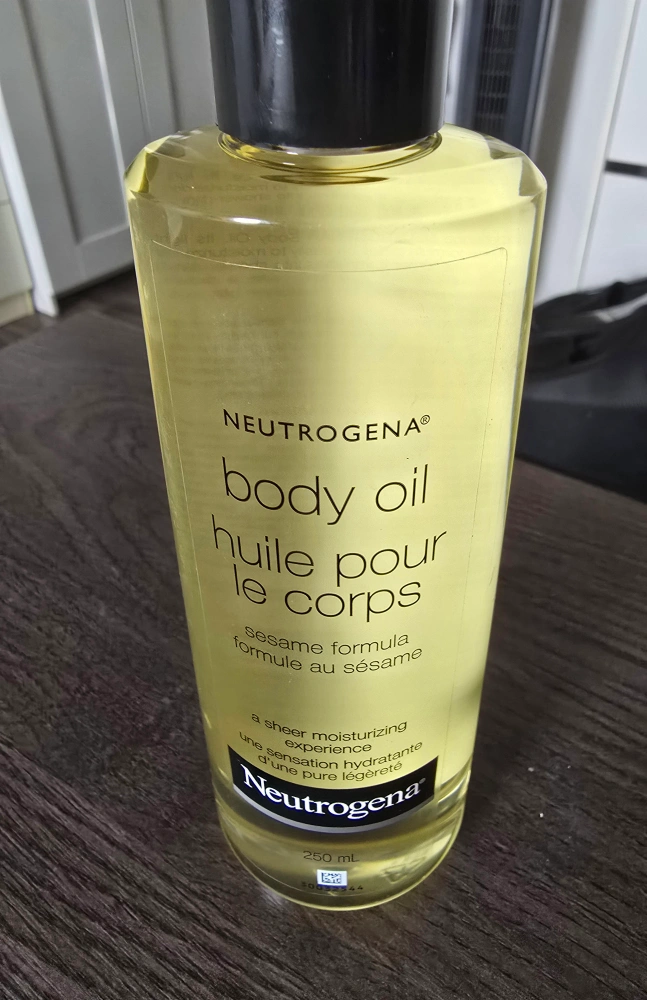 NEUTROGENA®
body oil
huile pour
le corps
sesame formula
formule au sésame
a sheer moisturizing
experience
une sensation hydratante
d'une pure légèreté
Neutrogena®
250 mL